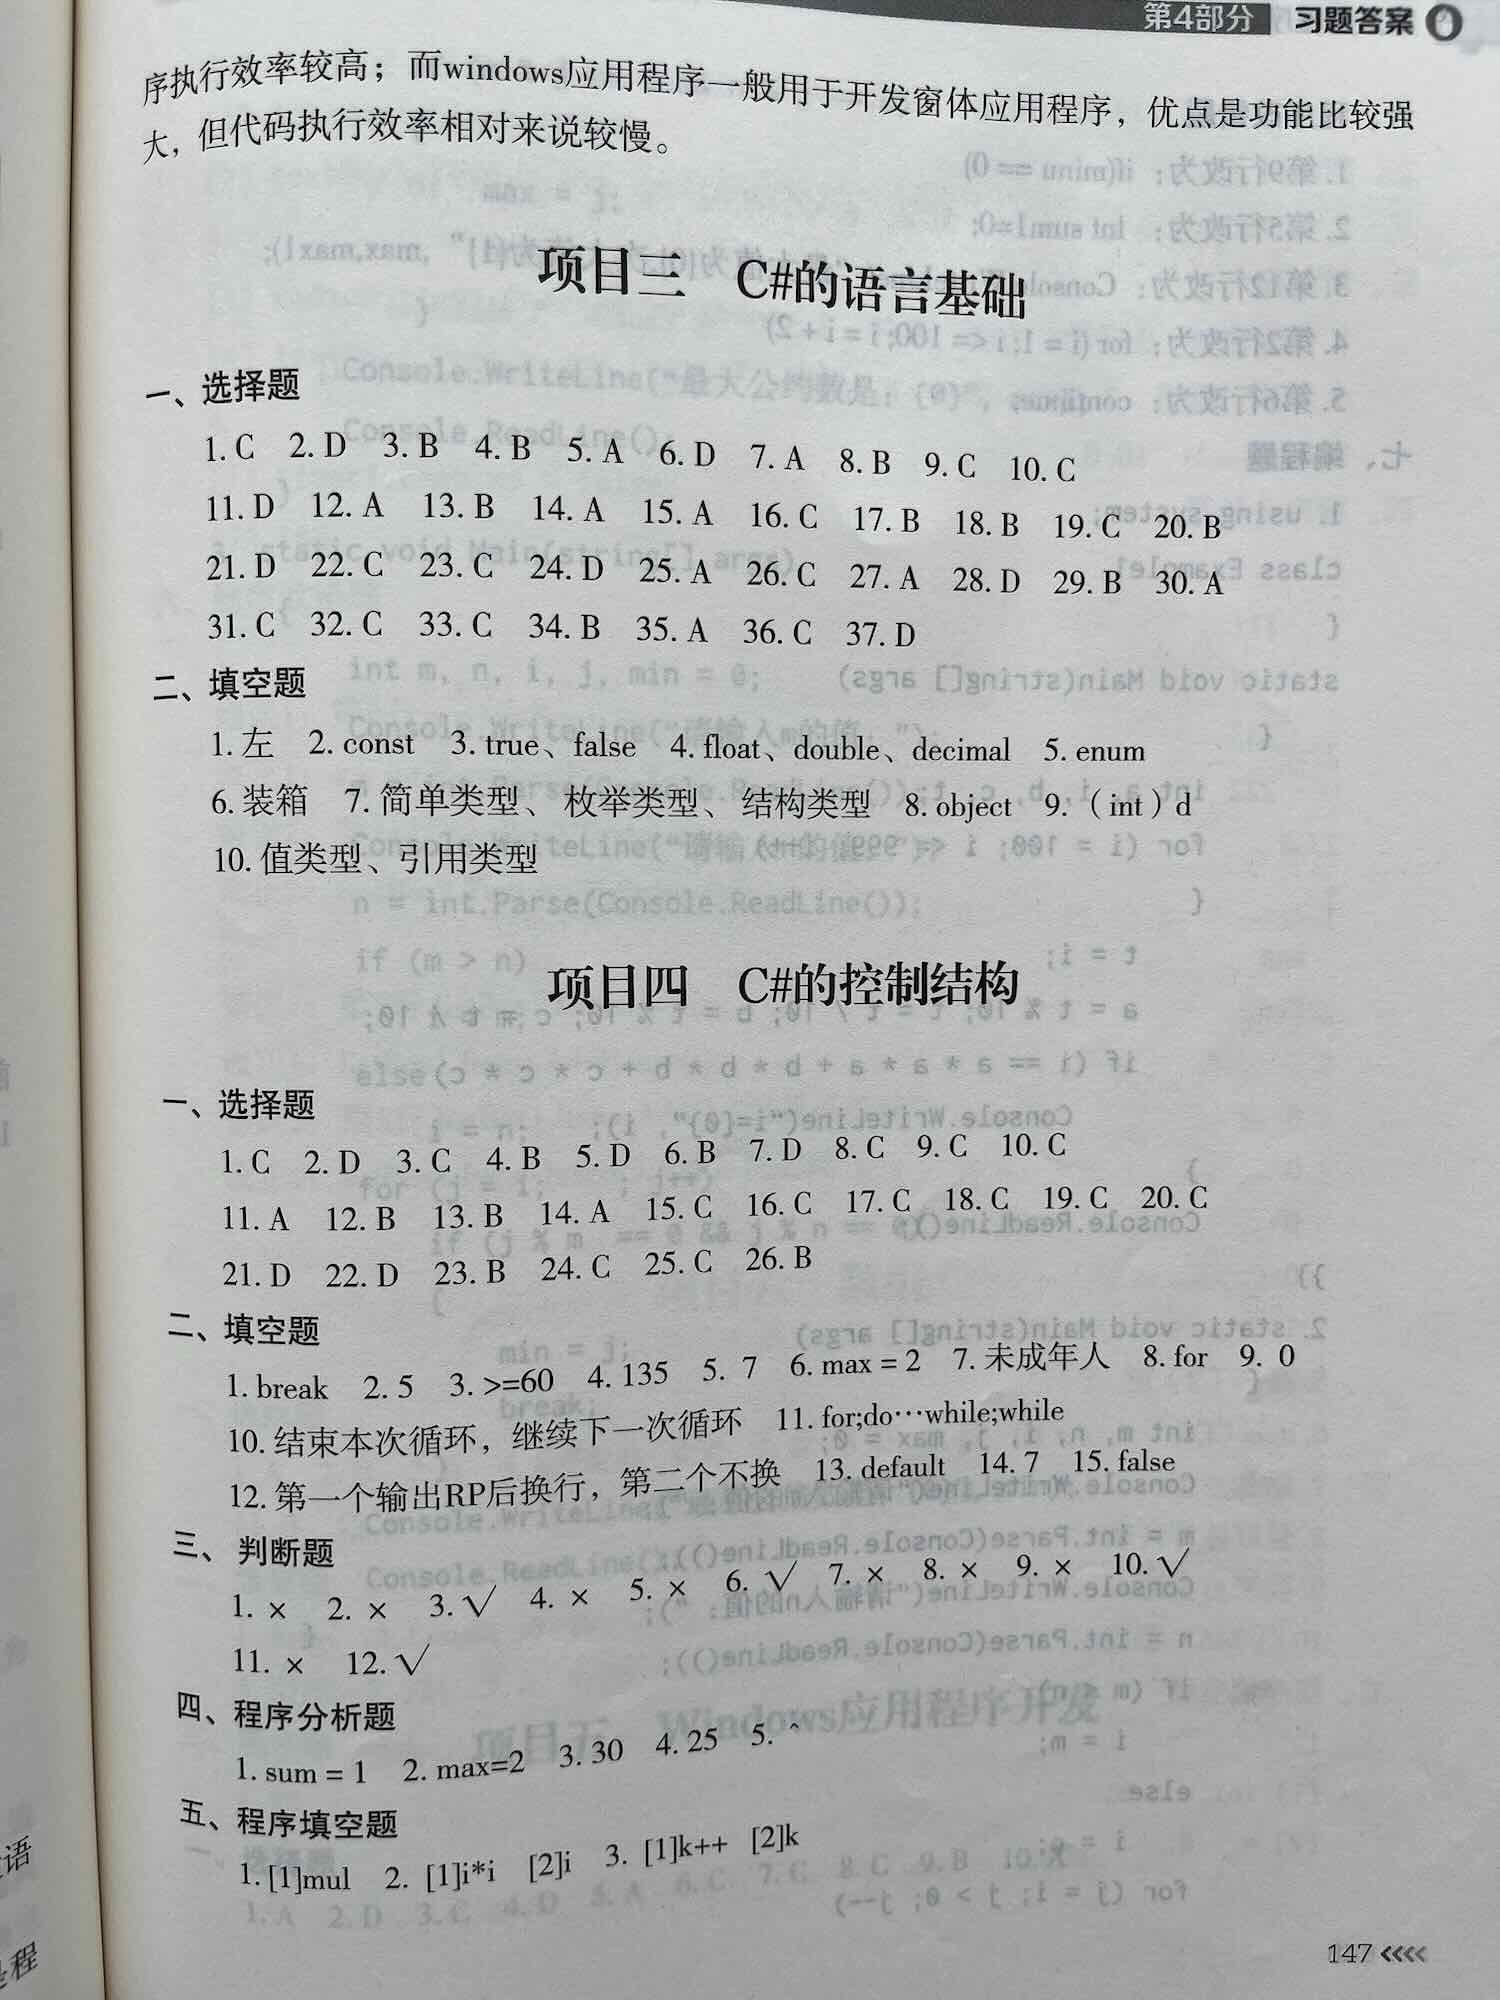 第4部分 习题答案
序执行效率较高；而windows应用程序一般用于开发窗体应用程序，优点是功能比较强
大，但代码执行效率相对来说较慢。
项目三 C#的语言基础
一、选择题
1. C 2. D 3. B 4. B 5. A 6. D 7. A 8. B 9. C 10. C
11. D 12. A 13. B 14. A 15. A 16. C 17. B 18. B 19. C 20. B
21. D 22. C 23. C 24. D 25. A 26. C 27. A 28. D 29. B 30. A
31. C 32. C 33. C 34. B 35. A 36. C 37. D
二、填空题
1. 左 2. const 3. true、false 4. float、double、decimal 5. enum
6. 装箱 7. 简单类型、枚举类型、结构类型 8. object 9.（int）d
10. 值类型、引用类型
项目四 C#的控制结构
一、选择题
1. C 2. D 3. C 4. B 5. D 6. B 7. D 8. C 9. C 10. C
11. A 12. B 13. B 14. A 15. C 16. C 17. C 18. C 19. C 20. C
21. D 22. D 23. B 24. C 25. C 26. B
二、填空题
1. break 2. 5 3. >=60 4. 135 5. 7 6. max = 2 7. 未成年人 8. for 9. 0
10. 结束本次循环，继续下一次循环 11. for;do…while;while
12. 第一个输出RP后换行，第二个不换 13. default 14. 7 15. false
三、判断题
1. × 2. × 3. √ 4. × 5. × 6. √ 7. × 8. × 9. × 10. √
11. × 12. √
四、程序分析题
1. sum = 1 2. max=2 3. 30 4. 25 5. ^
五、程序填空题
1. [1]mul 2. [1]i*i [2]i 3. [1]k++ [2]k
147